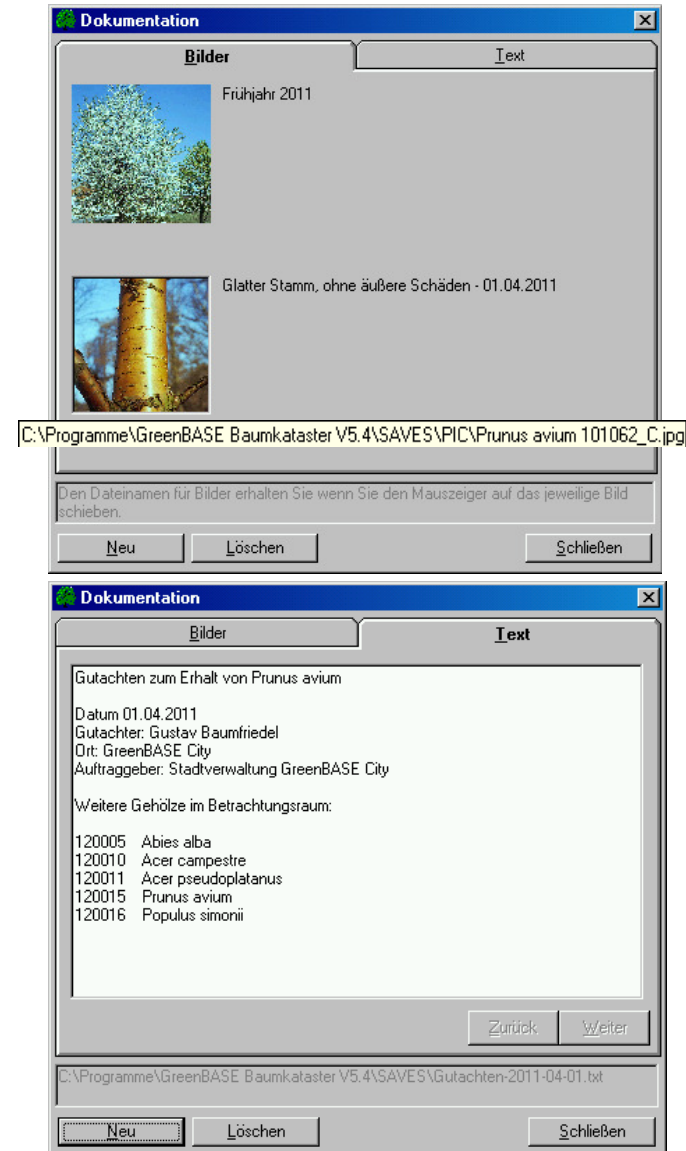 Dokumentation
Bilder
Text
Frühjahr 2011
Glatter Stamm, ohne äußere Schäden - 01.04.2011
C:\Programme\GreenBASE Baumkataster V5.4\SAVES\PIC\Prunus avium 101062_C.jpg
Den Dateinamen für Bilder erhalten Sie wenn Sie den Mauszeiger auf das jeweilige Bild
schieben.
Neu
Löschen
Schließen
Dokumentation
Bilder
Text
Gutachten zum Erhalt von Prunus avium
Datum 01.04.2011
Gutachter: Gustav Baumfriedel
Ort: GreenBASE City
Auftraggeber: Stadtverwaltung GreenBASE City
Weitere Gehölze im Betrachtungsraum:
120005 Abies alba
120010 Acer campestre
120011 Acer pseudoplatanus
120015 Prunus avium
120016 Populus simonii
Zurück
Weiter
C:\Programme\GreenBASE Baumkataster V5.4\SAVES\Gutachten-2011-04-01.txt
Neu
Löschen
Schließen